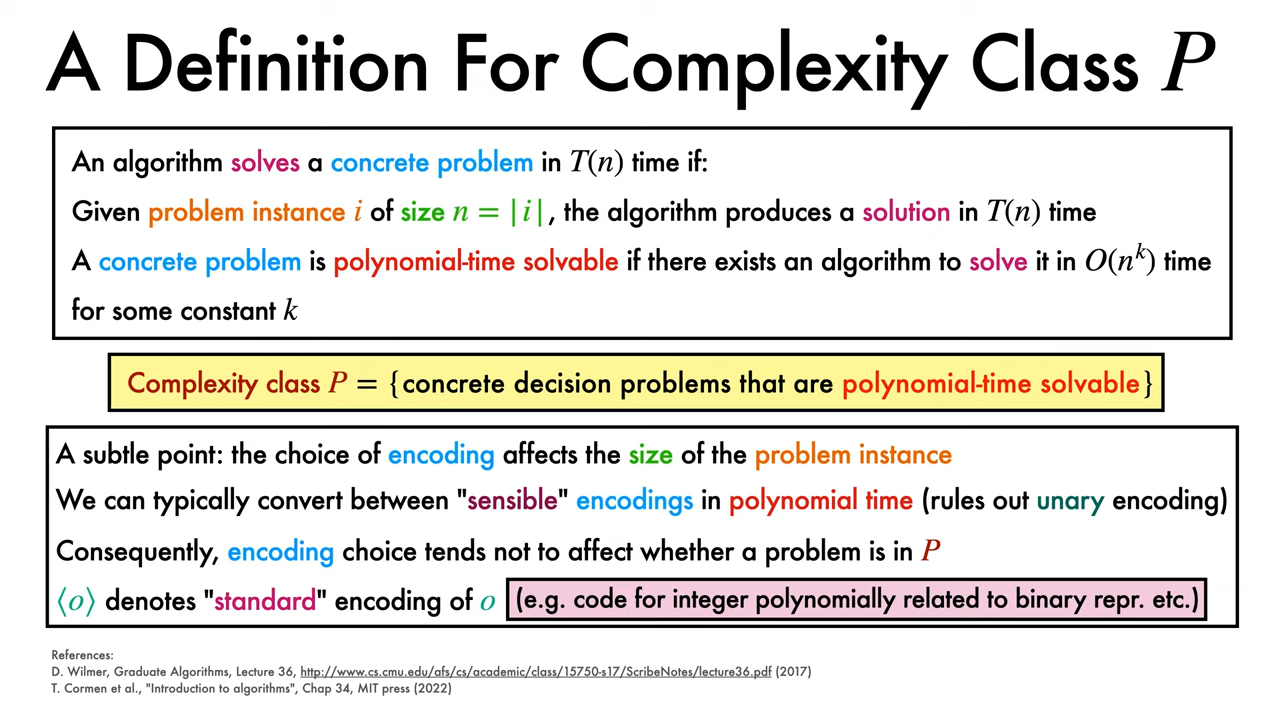 A Definition For Complexity Class P
An algorithm solves a concrete problem in T(n) time if:
Given problem instance i of size n = |i|, the algorithm produces a solution in T(n) time
A concrete problem is polynomial-time solvable if there exists an algorithm to solve it in O(nᵏ) time
for some constant k
Complexity class P = {concrete decision problems that are polynomial-time solvable}
A subtle point: the choice of encoding affects the size of the problem instance
We can typically convert between "sensible" encodings in polynomial time (rules out unary encoding)
Consequently, encoding choice tends not to affect whether a problem is in P
⟨o⟩ denotes "standard" encoding of o (e.g. code for integer polynomially related to binary repr. etc.)
References:
D. Wilmer, Graduate Algorithms, Lecture 36, http://www.cs.cmu.edu/afs/cs/academic/class/15750-s17/ScribeNotes/lecture36.pdf (2017)
T. Cormen et al., "Introduction to algorithms", Chap 34, MIT press (2022)